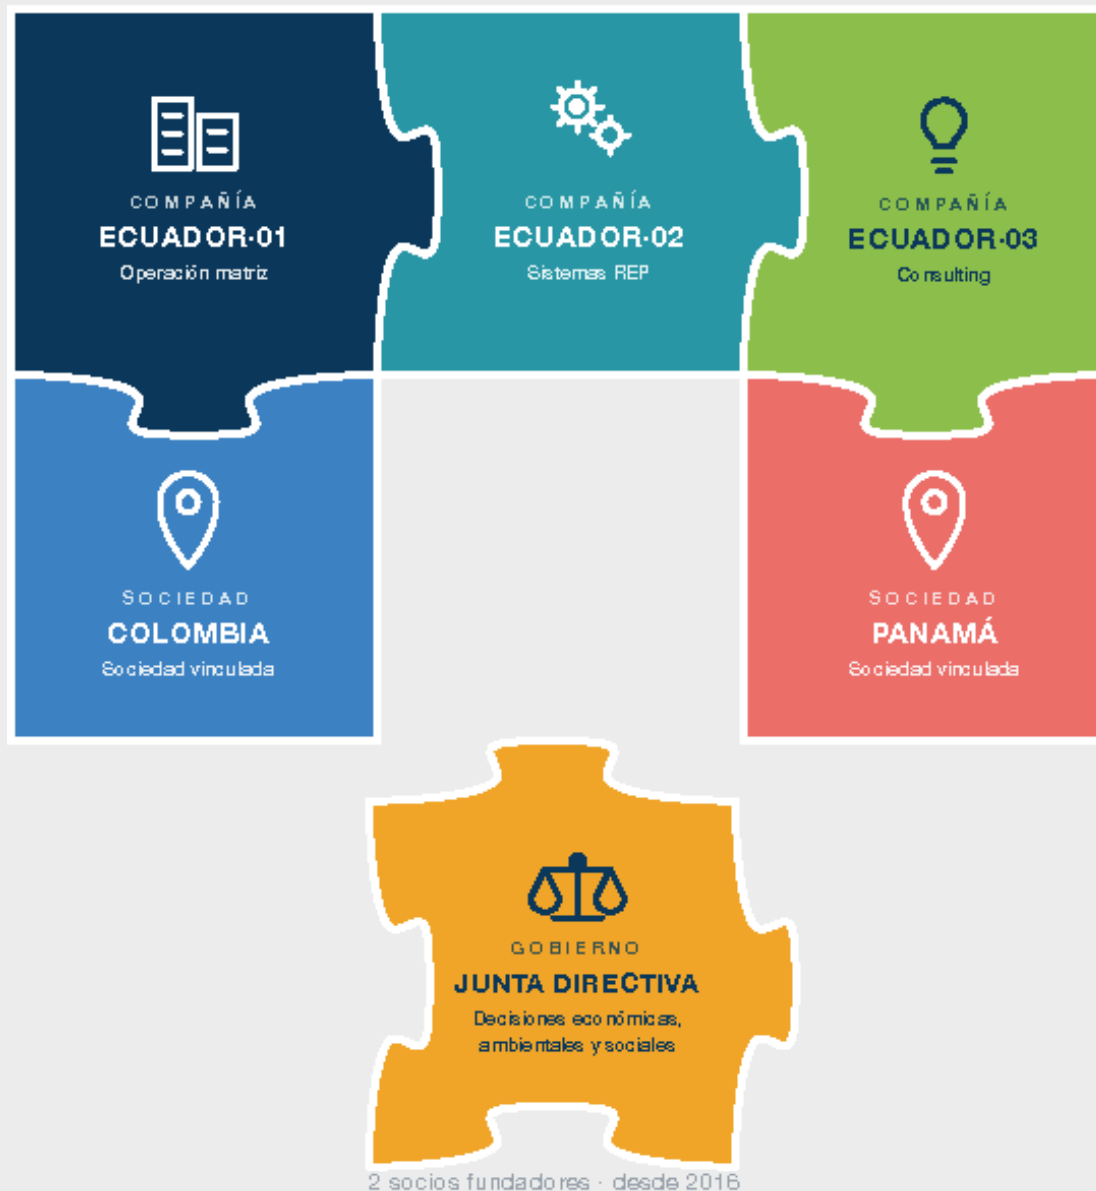 COMPAÑÍA
ECUADOR·01
Operación matriz
COMPAÑÍA
ECUADOR·02
Sistemas REP
COMPAÑÍA
ECUADOR·03
Consulting
SOCIEDAD
COLOMBIA
Sociedad vinculada
SOCIEDAD
PANAMÁ
Sociedad vinculada
GOBIERNO
JUNTA DIRECTIVA
Decisiones económicas,
ambientales y sociales
2 socios fundadores · desde 2016